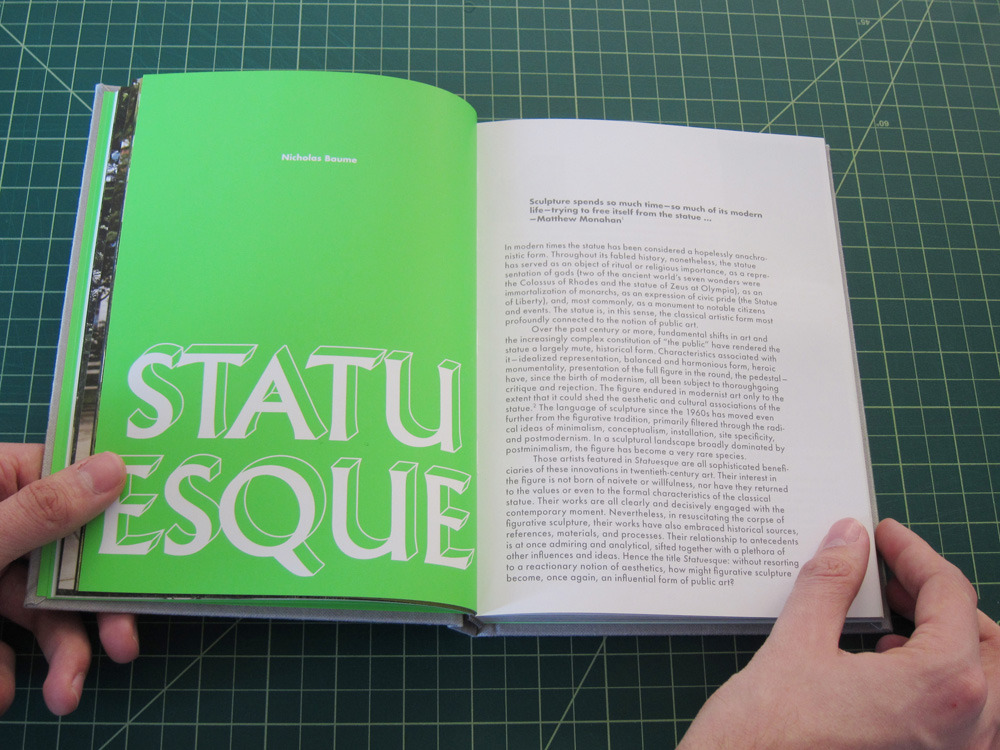 Nicholas Baume
STATU
ESQUE
Sculpture spends so much time—so much of its modern
life—trying to free itself from the statue ...
—Matthew Monahan¹
In modern times the statue has been considered a hopelessly anachro-
nistic form. Throughout its fabled history, nonetheless, the statue
has served as an object of ritual or religious importance, as a repre-
sentation of gods (two of the ancient world's seven wonders were
the Colossus of Rhodes and the statue of Zeus at Olympia), as an
immortalization of monarchs, as an expression of civic pride (the Statue
of Liberty), and, most commonly, as a monument to notable citizens
and events. The statue is, in this sense, the classical artistic form most
profoundly connected to the notion of public art.
Over the past century or more, fundamental shifts in art and
the increasingly complex constitution of "the public" have rendered the
statue a largely mute, historical form. Characteristics associated with
it—idealized representation, balanced and harmonious form, heroic
monumentality, presentation of the full figure in the round, the pedestal—
have, since the birth of modernism, all been subject to thoroughgoing
critique and rejection. The figure endured in modernist art only to the
extent that it could shed the aesthetic and cultural associations of the
statue.² The language of sculpture since the 1960s has moved even
further from the figurative tradition, primarily filtered through the radi-
cal ideas of minimalism, conceptualism, installation, site specificity,
and postmodernism. In a sculptural landscape broadly dominated by
postminimalism, the figure has become a very rare species.
Those artists featured in Statuesque are all sophisticated benefi-
ciaries of these innovations in twentieth-century art. Their interest in
the figure is not born of naivete or willfulness, nor have they returned
to the values or even to the formal characteristics of the classical
statue. Their works are all clearly and decisively engaged with the
contemporary moment. Nevertheless, in resuscitating the corpse of
figurative sculpture, their works have also embraced historical sources,
references, materials, and processes. Their relationship to antecedents
is at once admiring and analytical, sifted together with a plethora of
other influences and ideas. Hence the title Statuesque: without resorting
to a reactionary notion of aesthetics, how might figurative sculpture
become, once again, an influential form of public art?
45
60